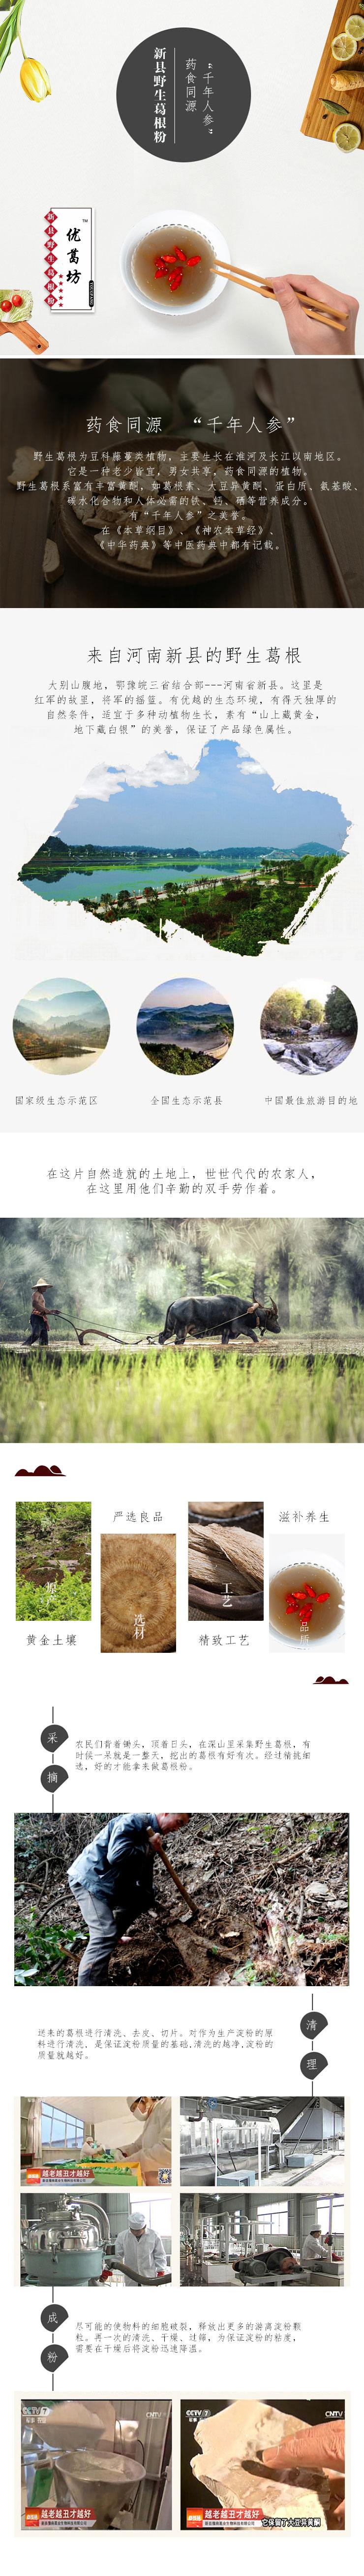 “千年人参”
药食同源
新县野生葛根粉
TM
优葛坊
新县野生葛根粉
药食同源 “千年人参”
野生葛根为豆科藤蔓类植物，主要生长在淮河及长江以南地区。
它是一种老少皆宜，男女共享，药食同源的植物。
野生葛根系富有丰富黄酮，如葛根素、大豆异黄酮、蛋白质、氨基酸、
碳水化合物和人体必需的铁、钙、硒等营养成分。
有“千年人参”之美誉。
在《本草纲目》、《神农本草经》、
《中华药典》等中医药典中都有记载。
来自河南新县的野生葛根
大别山腹地，鄂豫皖三省结合部---河南省新县。这里是
红军的故里，将军的摇篮。有优越的生态环境，有得天独厚的
自然条件，适宜于多种动植物生长，素有“山上藏黄金，
地下藏白银”的美誉，保证了产品绿色属性。
国家级生态示范区
全国生态示范县
中国最佳旅游目的地
在这片自然造就的土地上，世世代代的农家人，
在这里用他们辛勤的双手劳作着。
严选良品
滋补养生
选材
工艺
品质
黄金土壤
精致工艺
采摘
农民们背着锄头，顶着日头，在深山里采集野生葛根，有
时候一呆就是一整天，挖出的葛根有好有次。经过精挑细
选，好的才能拿来做葛根粉。
清理
进来的葛根进行清洗、去皮、切片。对作为生产淀粉的原
料进行清洗，是保证淀粉质量的基础,清洗的越净,淀粉的
质量就越好。
越老越丑才越好
成粉
尽可能的使物料的细胞破裂，释放出更多的游离淀粉颗
粒。再一次的清洗、干燥、过筛，为保证淀粉的粘度，
需要在干燥后将淀粉迅速降温。
CCTV 7
CNTV
越老越丑才越好
CCTV 7
CNTV
越老越丑才越好
它保留了大豆异黄酮